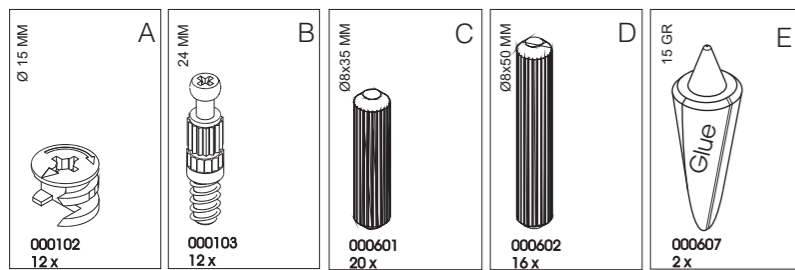 A
Ø 15 MM
000102
12 x
B
24 MM
000103
12 x
C
Ø8x35 MM
000601
20 x
D
Ø8x50 MM
000602
16 x
E
15 GR
Glue
000607
2 x